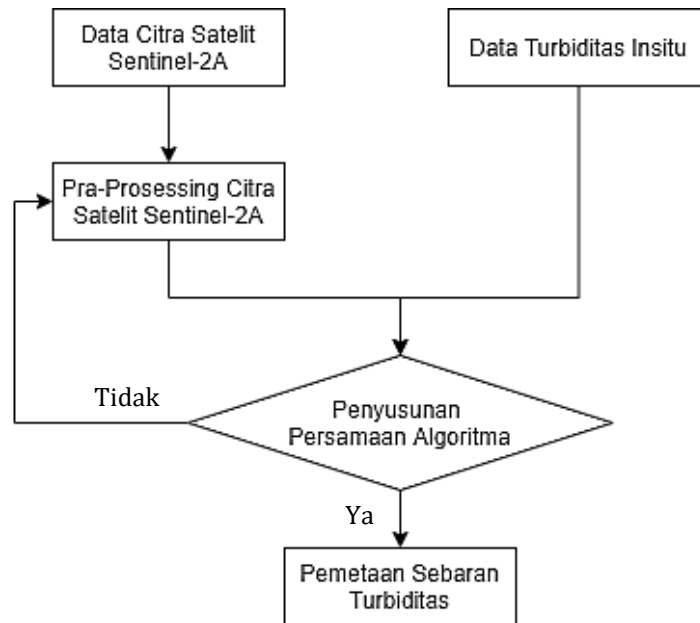 Data Citra Satelit
Sentinel-2A
Data Turbiditas Insitu
Pra-Prosessing Citra
Satelit Sentinel-2A
Tidak
Penyusunan
Persamaan Algoritma
Ya
Pemetaan Sebaran
Turbiditas